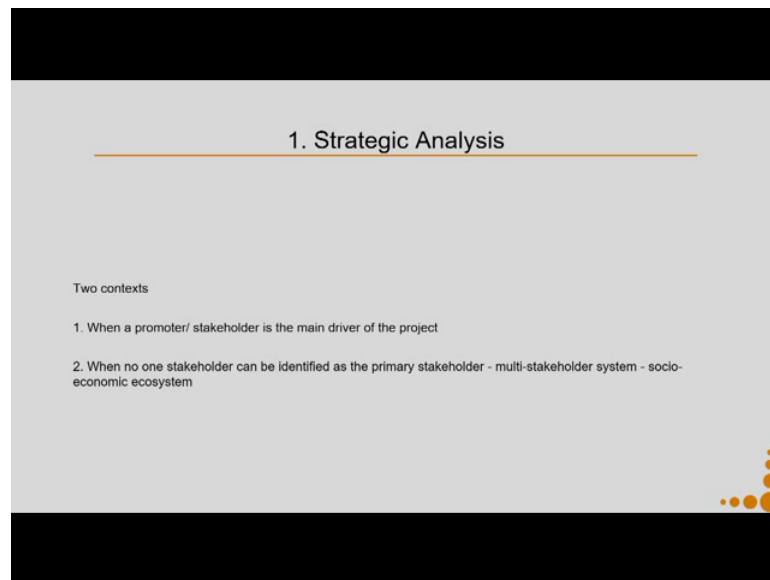 1. Strategic Analysis
Two contexts
1. When a promoter/ stakeholder is the main driver of the project
2. When no one stakeholder can be identified as the primary stakeholder - multi-stakeholder system - socio-
economic ecosystem